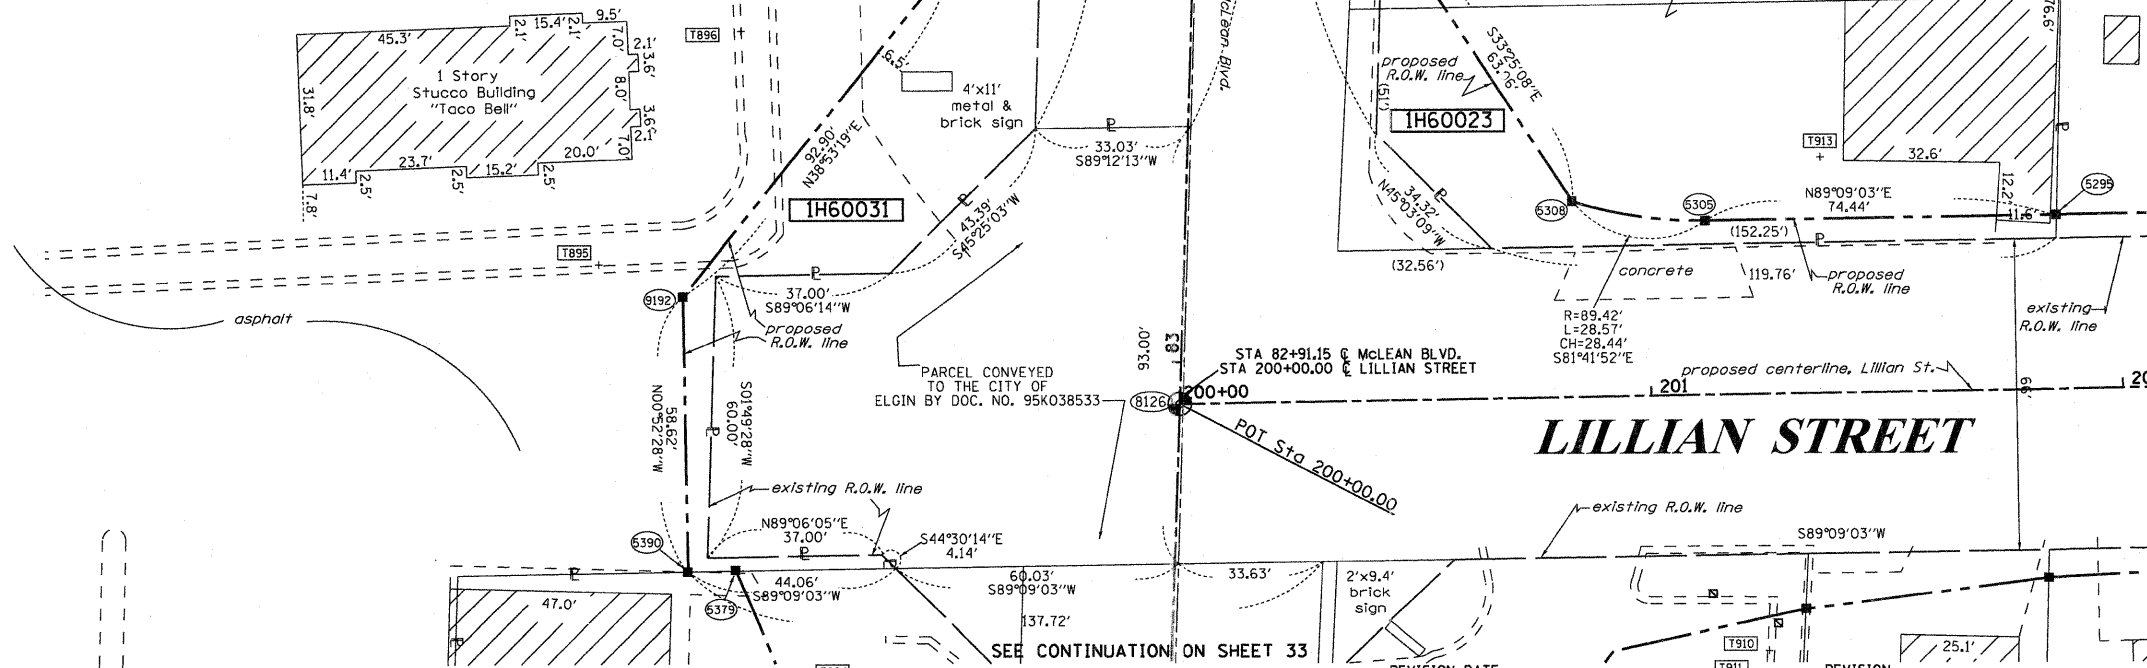 45.3'
2.1'
15.4'
2.1'
9.5'
7.0'
2.1'
3.6'
8.0'
3.6'
2.1'
7.0'
1 Story
Stucco Building
"Taco Bell"
31.8'
11.4'
2.5'
23.7'
2.5'
15.2'
2.5'
20.0'
7.8'
T896
6.5'
4'x11'
metal &
brick sign
92.90'
N38°53'19"E
1H60031
43.39'
S45°25'03"W
33.03'
S89°12'13"W
McLean Blvd.
S33°25'08"E
proposed
R.O.W. line
(51')
1H60023
34.32'
N45°03'09"W
(32.56')
76.6'
T913
32.6'
12.2'
11.6'
5295
N89°09'03"E
74.44'
5308
5305
(152.25')
concrete
119.76'
proposed
R.O.W. line
existing
R.O.W. line
R=89.42'
L=28.57'
CH=28.44'
S81°41'52"E
T895
9192
37.00'
S89°06'14"W
proposed
R.O.W. line
asphalt
93.00'
83
STA 82+91.15 ℄ McLEAN BLVD.
STA 200+00.00 ℄ LILLIAN STREET
PARCEL CONVEYED
TO THE CITY OF
ELGIN BY DOC. NO. 95K038533
8126
200+00
POT Sta 200+00.00
proposed centerline, Lillian St.
201
66'
LILLIAN STREET
58.62'
N00°52'28"W
S01°49'28"W
60.00'
existing R.O.W. line
existing R.O.W. line
N89°06'05"E
37.00'
S44°30'14"E
4.14'
S89°09'03"W
5390
5379
44.06'
S89°09'03"W
60.03'
S89°09'03"W
33.63'
2'x9.4'
brick
sign
47.0'
137.72'
SEE CONTINUATION ON SHEET 33
T910
T911
25.1'
REVISION DATE
REVISION